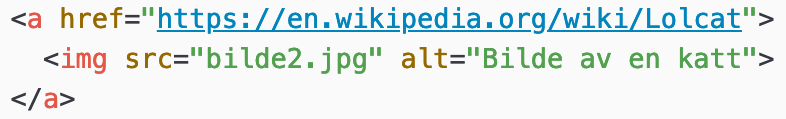 <a href="https://en.wikipedia.org/wiki/Lolcat">
  <img src="bilde2.jpg" alt="Bilde av en katt">
</a>